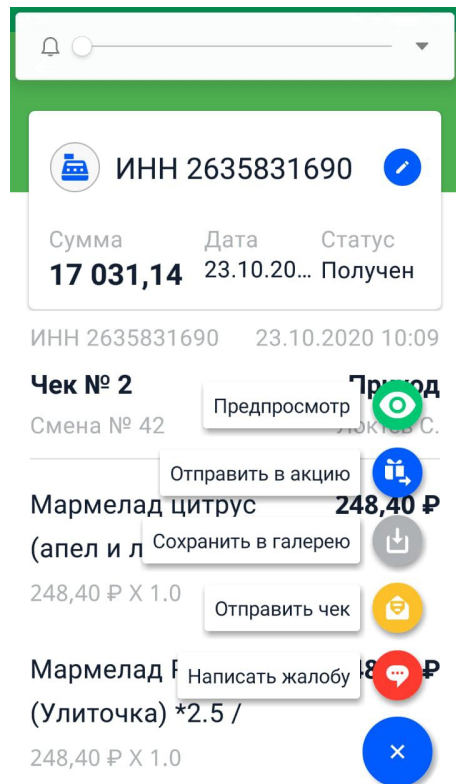 ИНН 2635831690
Сумма Дата Статус
17 031,14 23.10.20... Получен
ИНН 2635831690 23.10.2020 10:09
Чек № 2
Предпросмотр
Смена № 42 С.
Отправить в акцию
Мармелад цитрус 248,40 ₽
(апел и л
Сохранить в галерею
248,40 ₽ X 1.0
Отправить чек
Мармелад
Написать жалобу
(Улиточка) *2.5 /
248,40 ₽ X 1.0